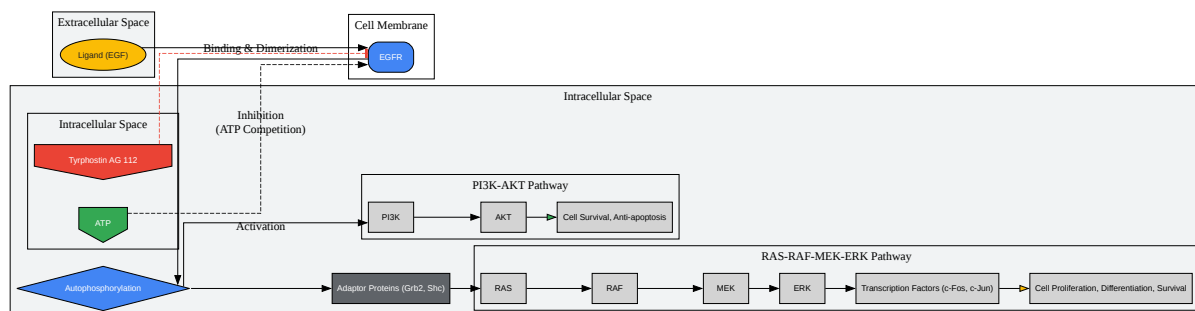 Extracellular Space
Ligand (EGF)
Cell Membrane
EGFR
Binding & Dimerization
Intracellular Space
Inhibition
(ATP Competition)
Intracellular Space
Tyrphostin AG 112
ATP
Activation
PI3K-AKT Pathway
PI3K
AKT
Cell Survival, Anti-apoptosis
RAS-RAF-MEK-ERK Pathway
Autophosphorylation
Adaptor Proteins (Grb2, Shc)
RAS
RAF
MEK
ERK
Transcription Factors (c-Fos, c-Jun)
Cell Proliferation, Differentiation, Survival